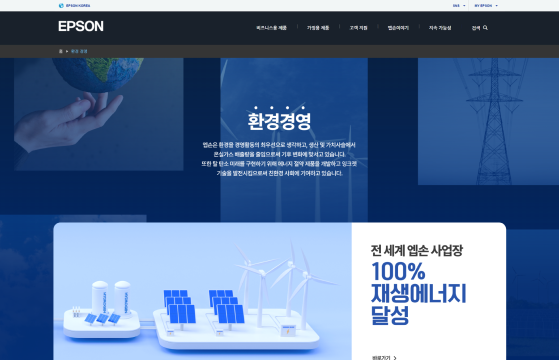 EPSON KOREA
B2B
MY EPSON
EPSON
비즈니스용 제품
가정용 제품
고객 지원
엡손이야기
지속 가능성
검색
홈
환경 경영
환경경영
엡손은 환경을 경영활동의 최우선으로 생각하고, 생산 및 가치사슬에서
온실가스 배출량을 줄임으로써 기후 변화에 맞서고 있습니다.
또한 탈 탄소 미래를 구현하기 위해 에너지 절약 제품을 개발하고 잉크젯
기술을 발전시킴으로써 친환경 사회에 기여하고 있습니다.
전 세계 엡손 사업장
100%
재생에너지
달성
바로가기